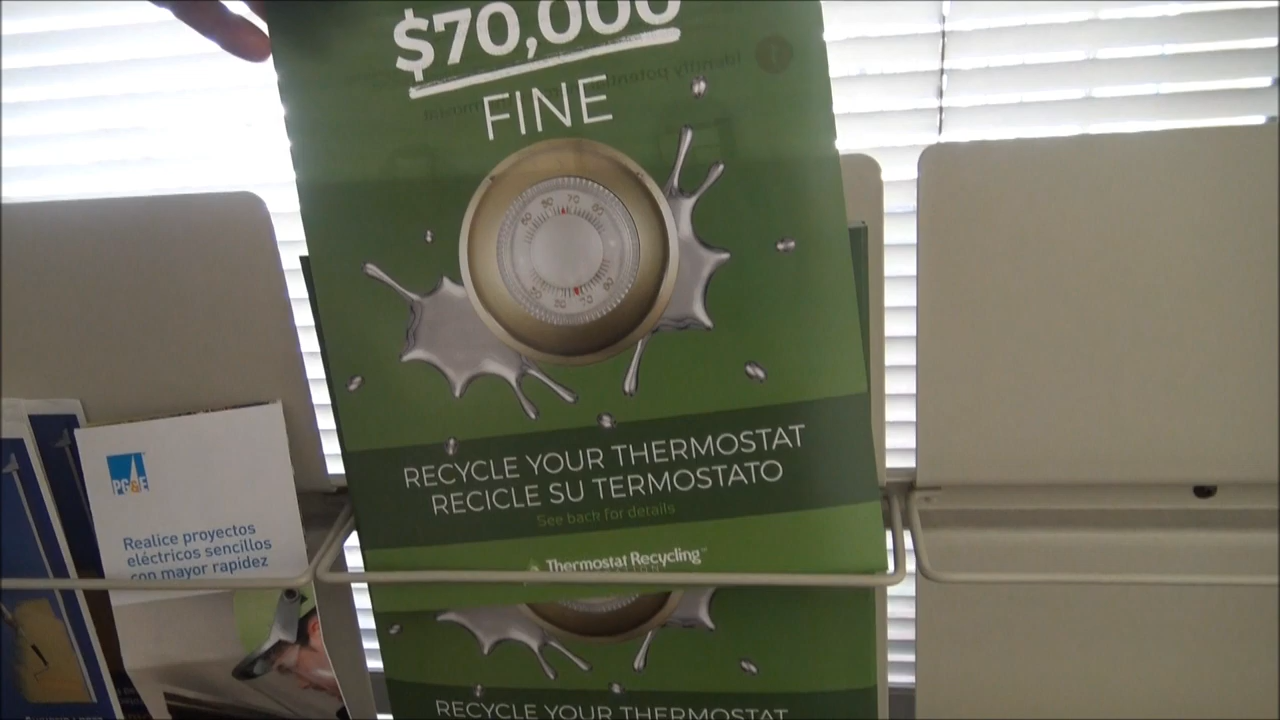 $70,000
FINE
RECYCLE YOUR THERMOSTAT
RECICLE SU TERMOSTATO
See back for details
Thermostat Recycling
PG&E
Realice proyectos
eléctricos sencillos
con mayor rapidez
RECYCLE YOUR THERMOSTAT